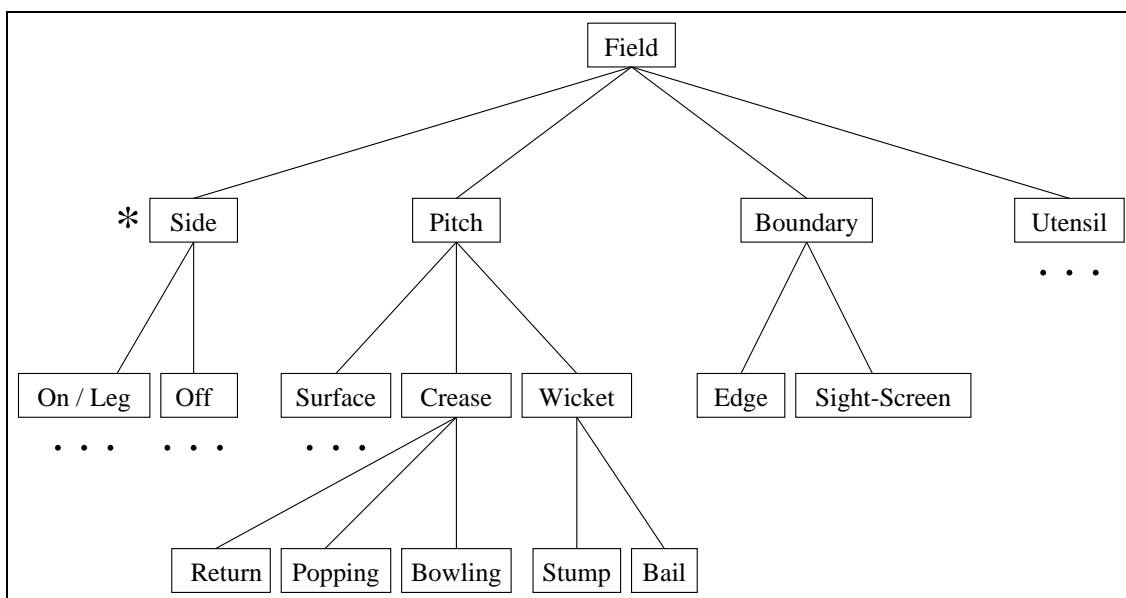 Field
* Side Pitch Boundary Utensil
. . .
On / Leg Off Surface Crease Wicket Edge Sight-Screen
. . . . . . . . .
Return Popping Bowling Stump Bail